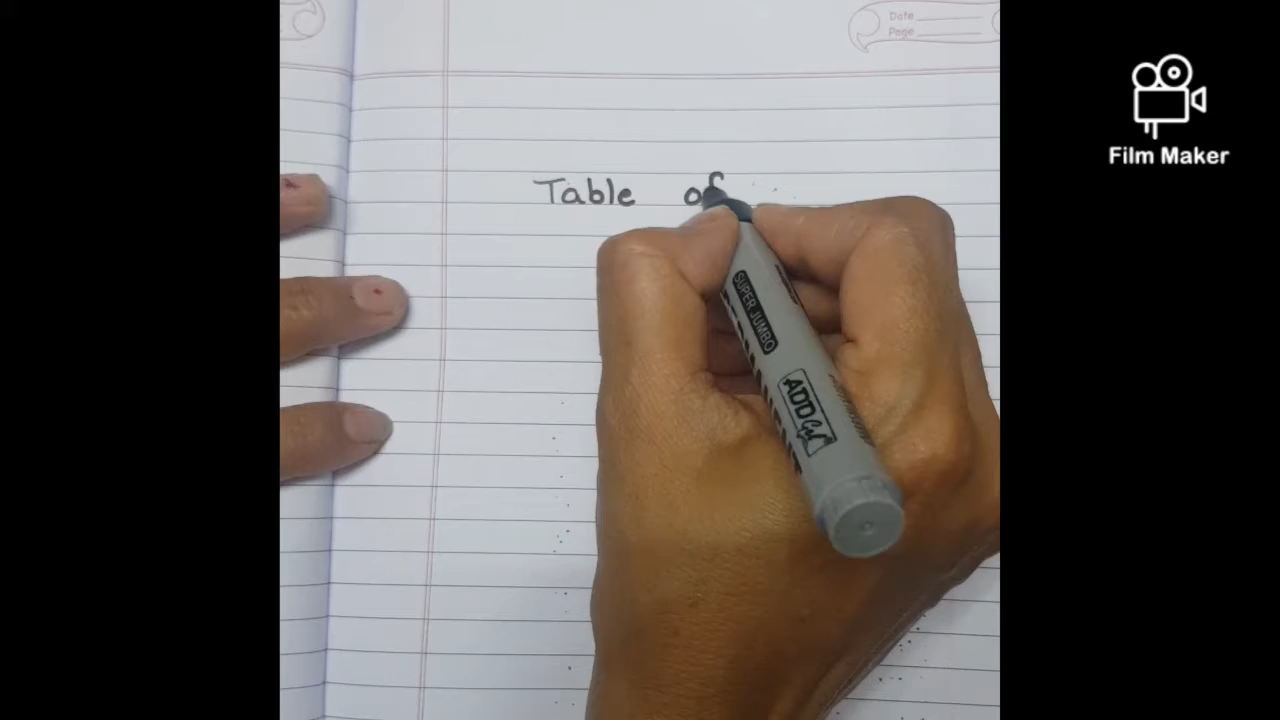 Date
Page
Film Maker
Table of
SUPER JUMBO
ADD Gel